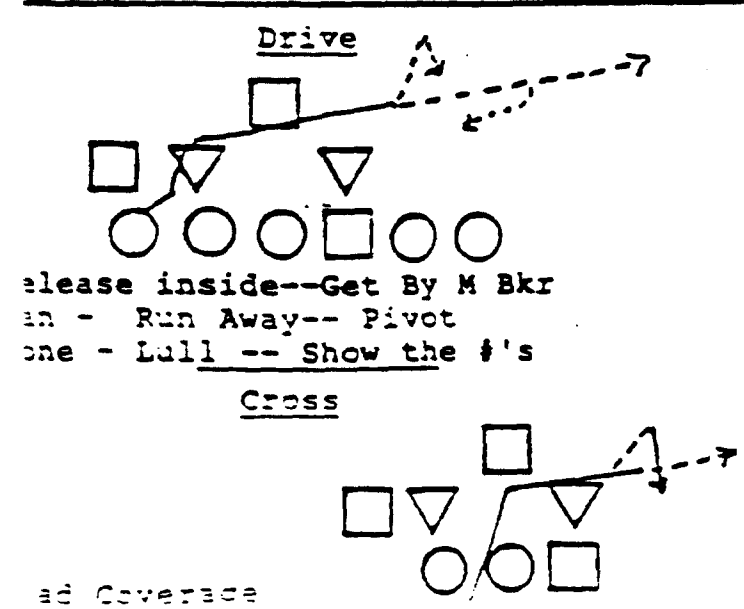 Drive
elease inside--Get By M Bkr
an - Run Away-- Pivot
one - Lull -- Show the #'s
Cross
ad Coverage